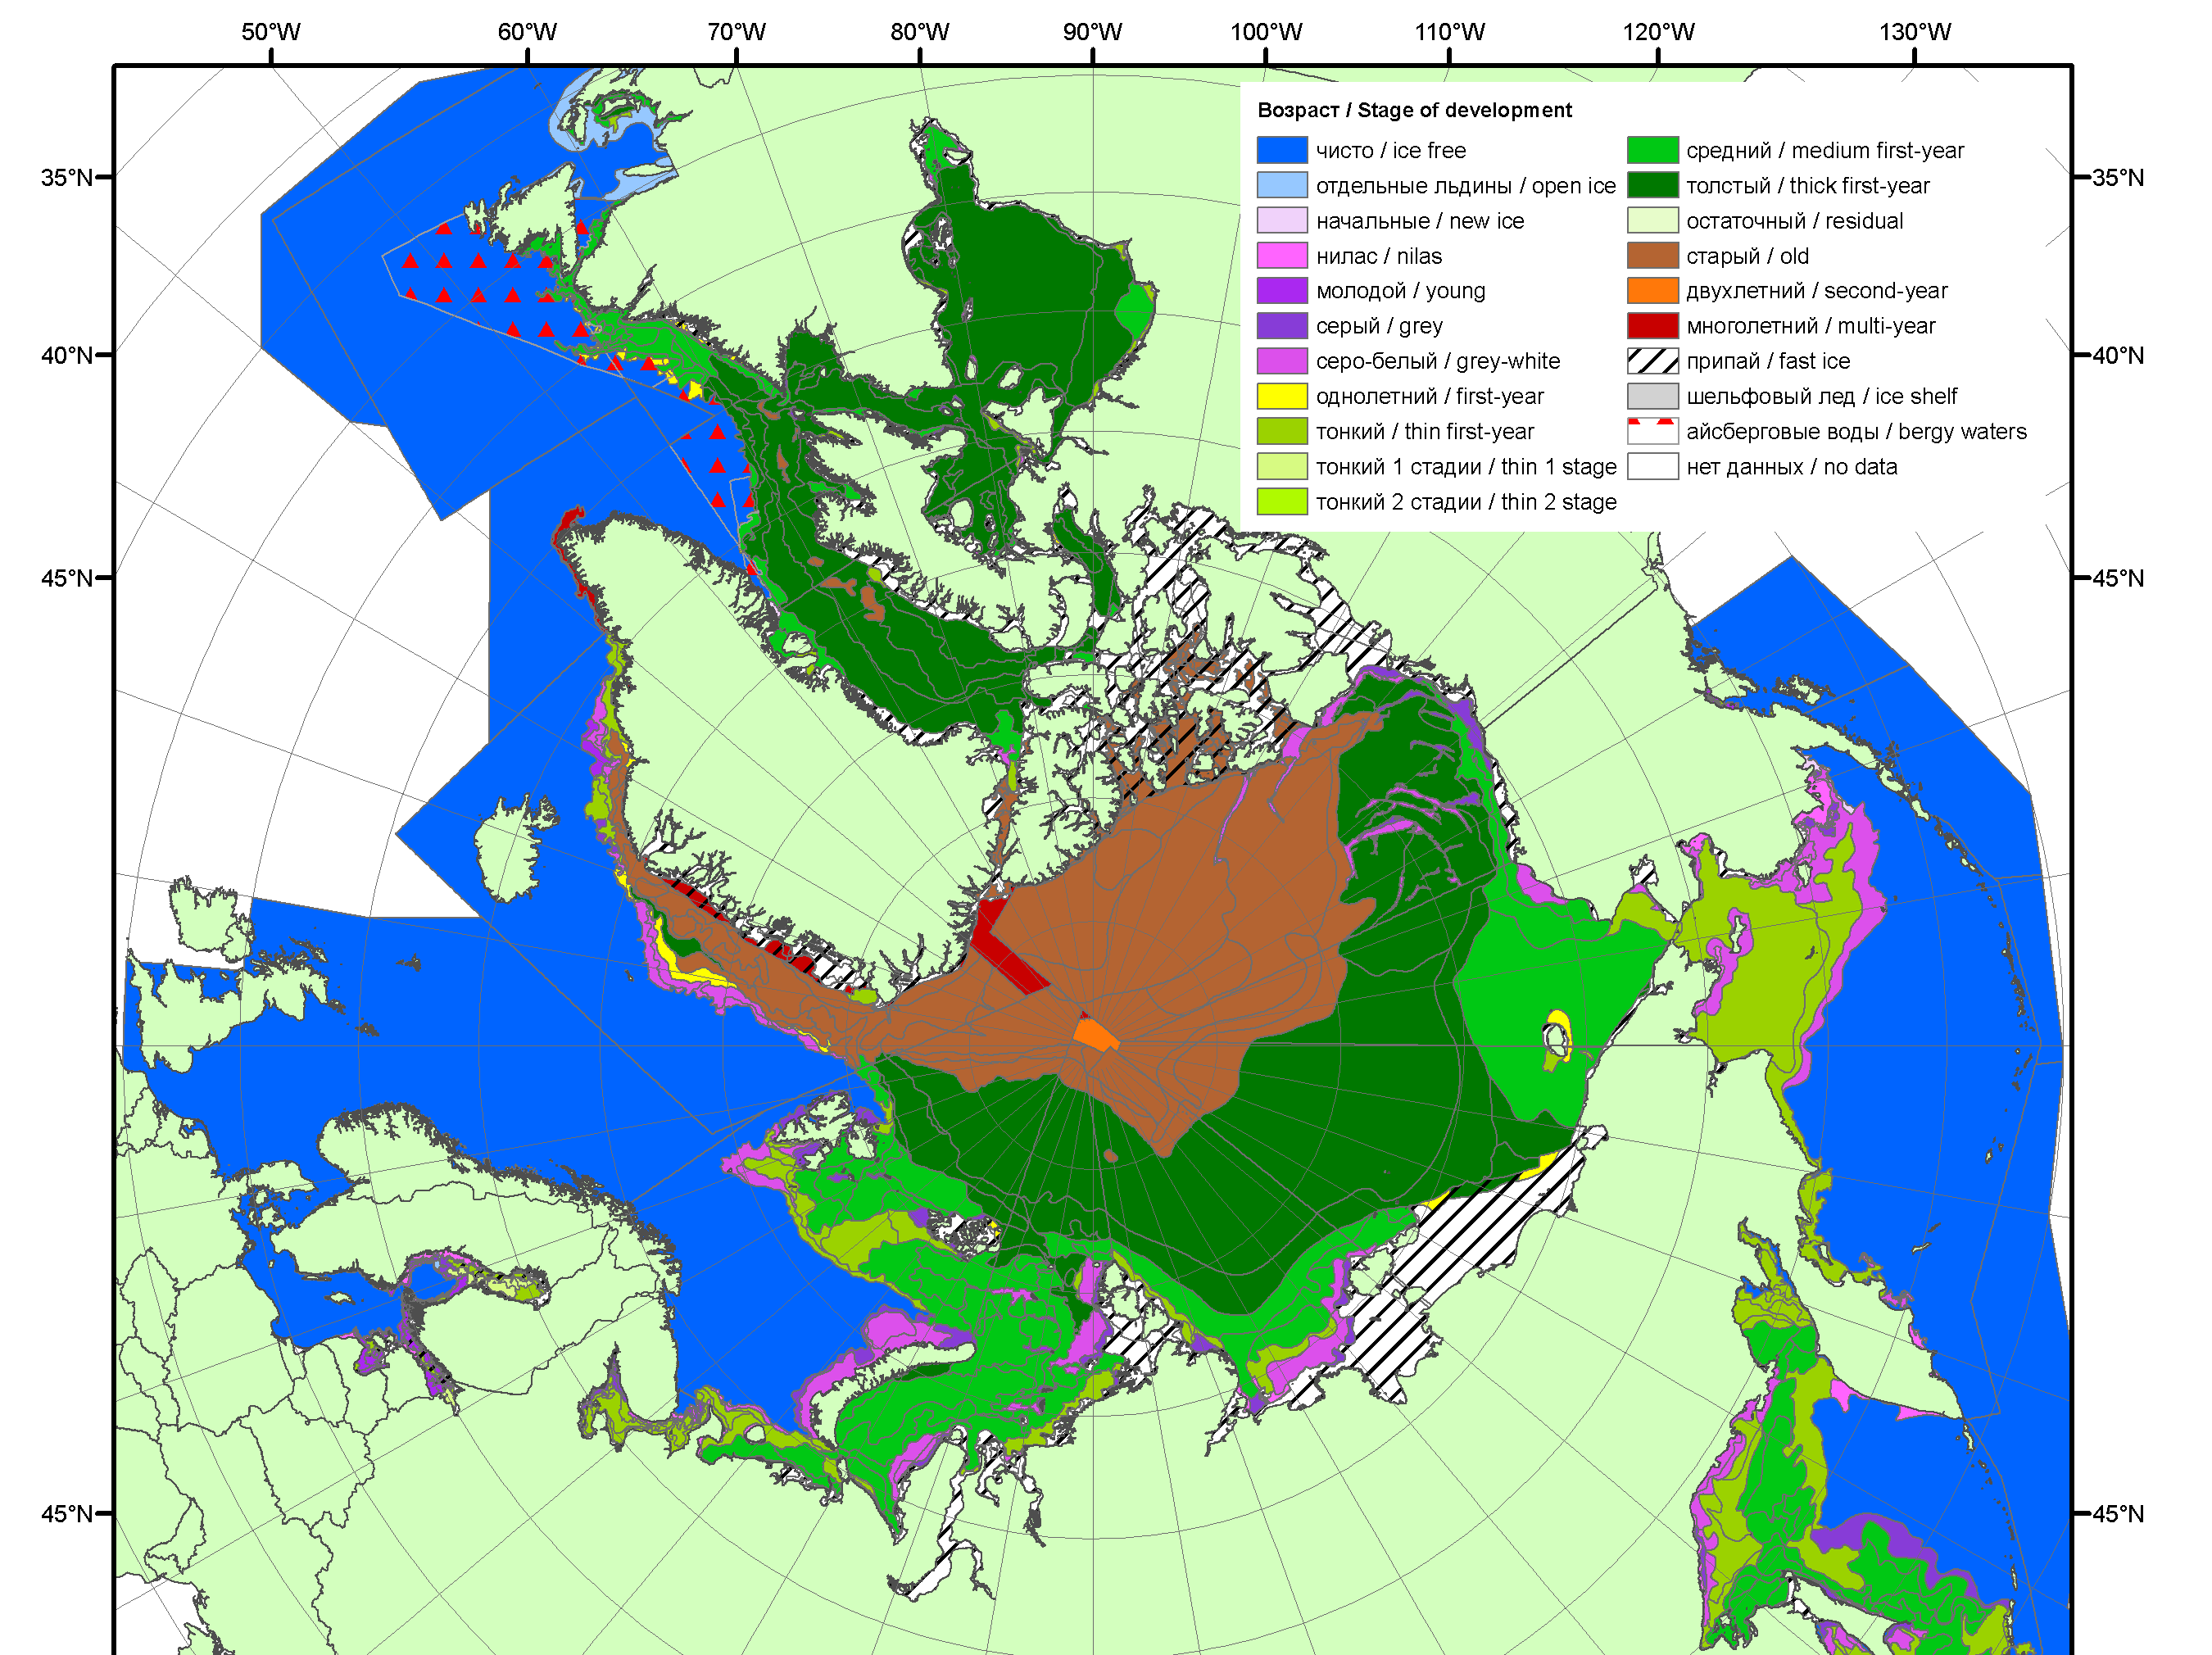 50°W 60°W 70°W 80°W 90°W 100°W 110°W 120°W 130°W
Возраст / Stage of development
чисто / ice free
отдельные льдины / open ice
начальные / new ice
нилас / nilas
молодой / young
серый / grey
серо-белый / grey-white
однолетний / first-year
тонкий / thin first-year
тонкий 1 стадии / thin 1 stage
тонкий 2 стадии / thin 2 stage
средний / medium first-year
толстый / thick first-year
остаточный / residual
старый / old
двухлетний / second-year
многолетний / multi-year
припай / fast ice
шельфовый лед / ice shelf
айсберговые воды / bergy waters
нет данных / no data
35°N
40°N
45°N
45°N
35°N
40°N
45°N
45°N